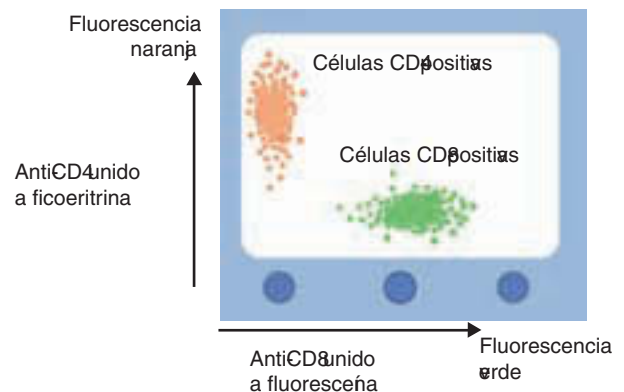 Fluorescencia
naranja
Células CD4 positivas
Células CD8 positivas
Anti-CD4 unido
a ficoeritrina
Anti-CD8 unido
a fluoresceína
Fluorescencia
verde